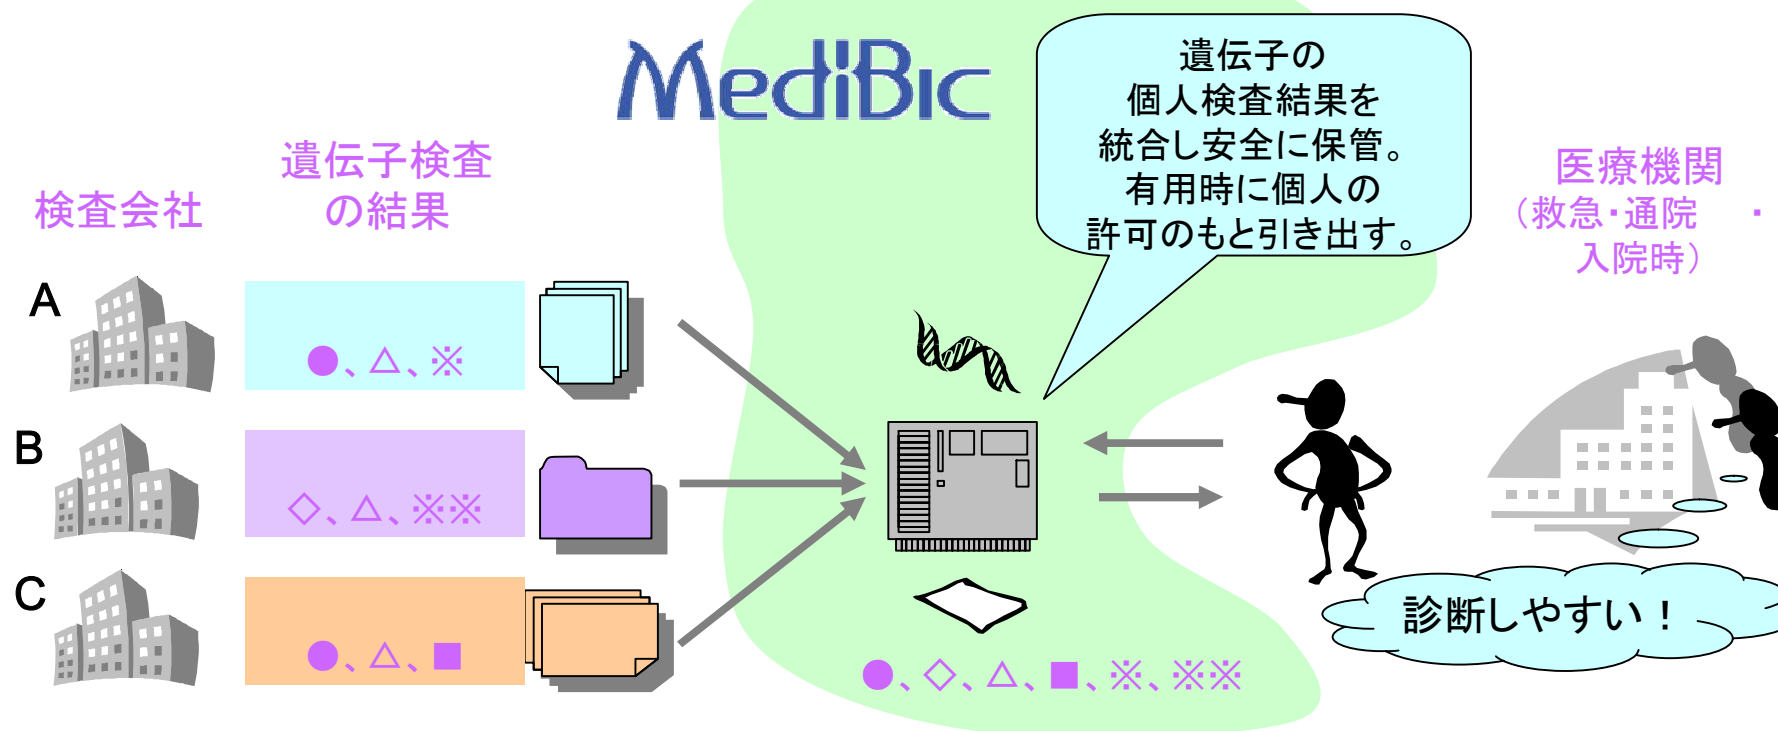 MediBic
遺伝子の
個人検査結果を
統合し安全に保管。
有用時に個人の
許可のもと引き出す。
検査会社
遺伝子検査
の結果
医療機関
（救急・通院　・
入院時）
A
●、△、※
B
◇、△、※※
C
●、△、■
●、◇、△、■、※、※※
診断しやすい！